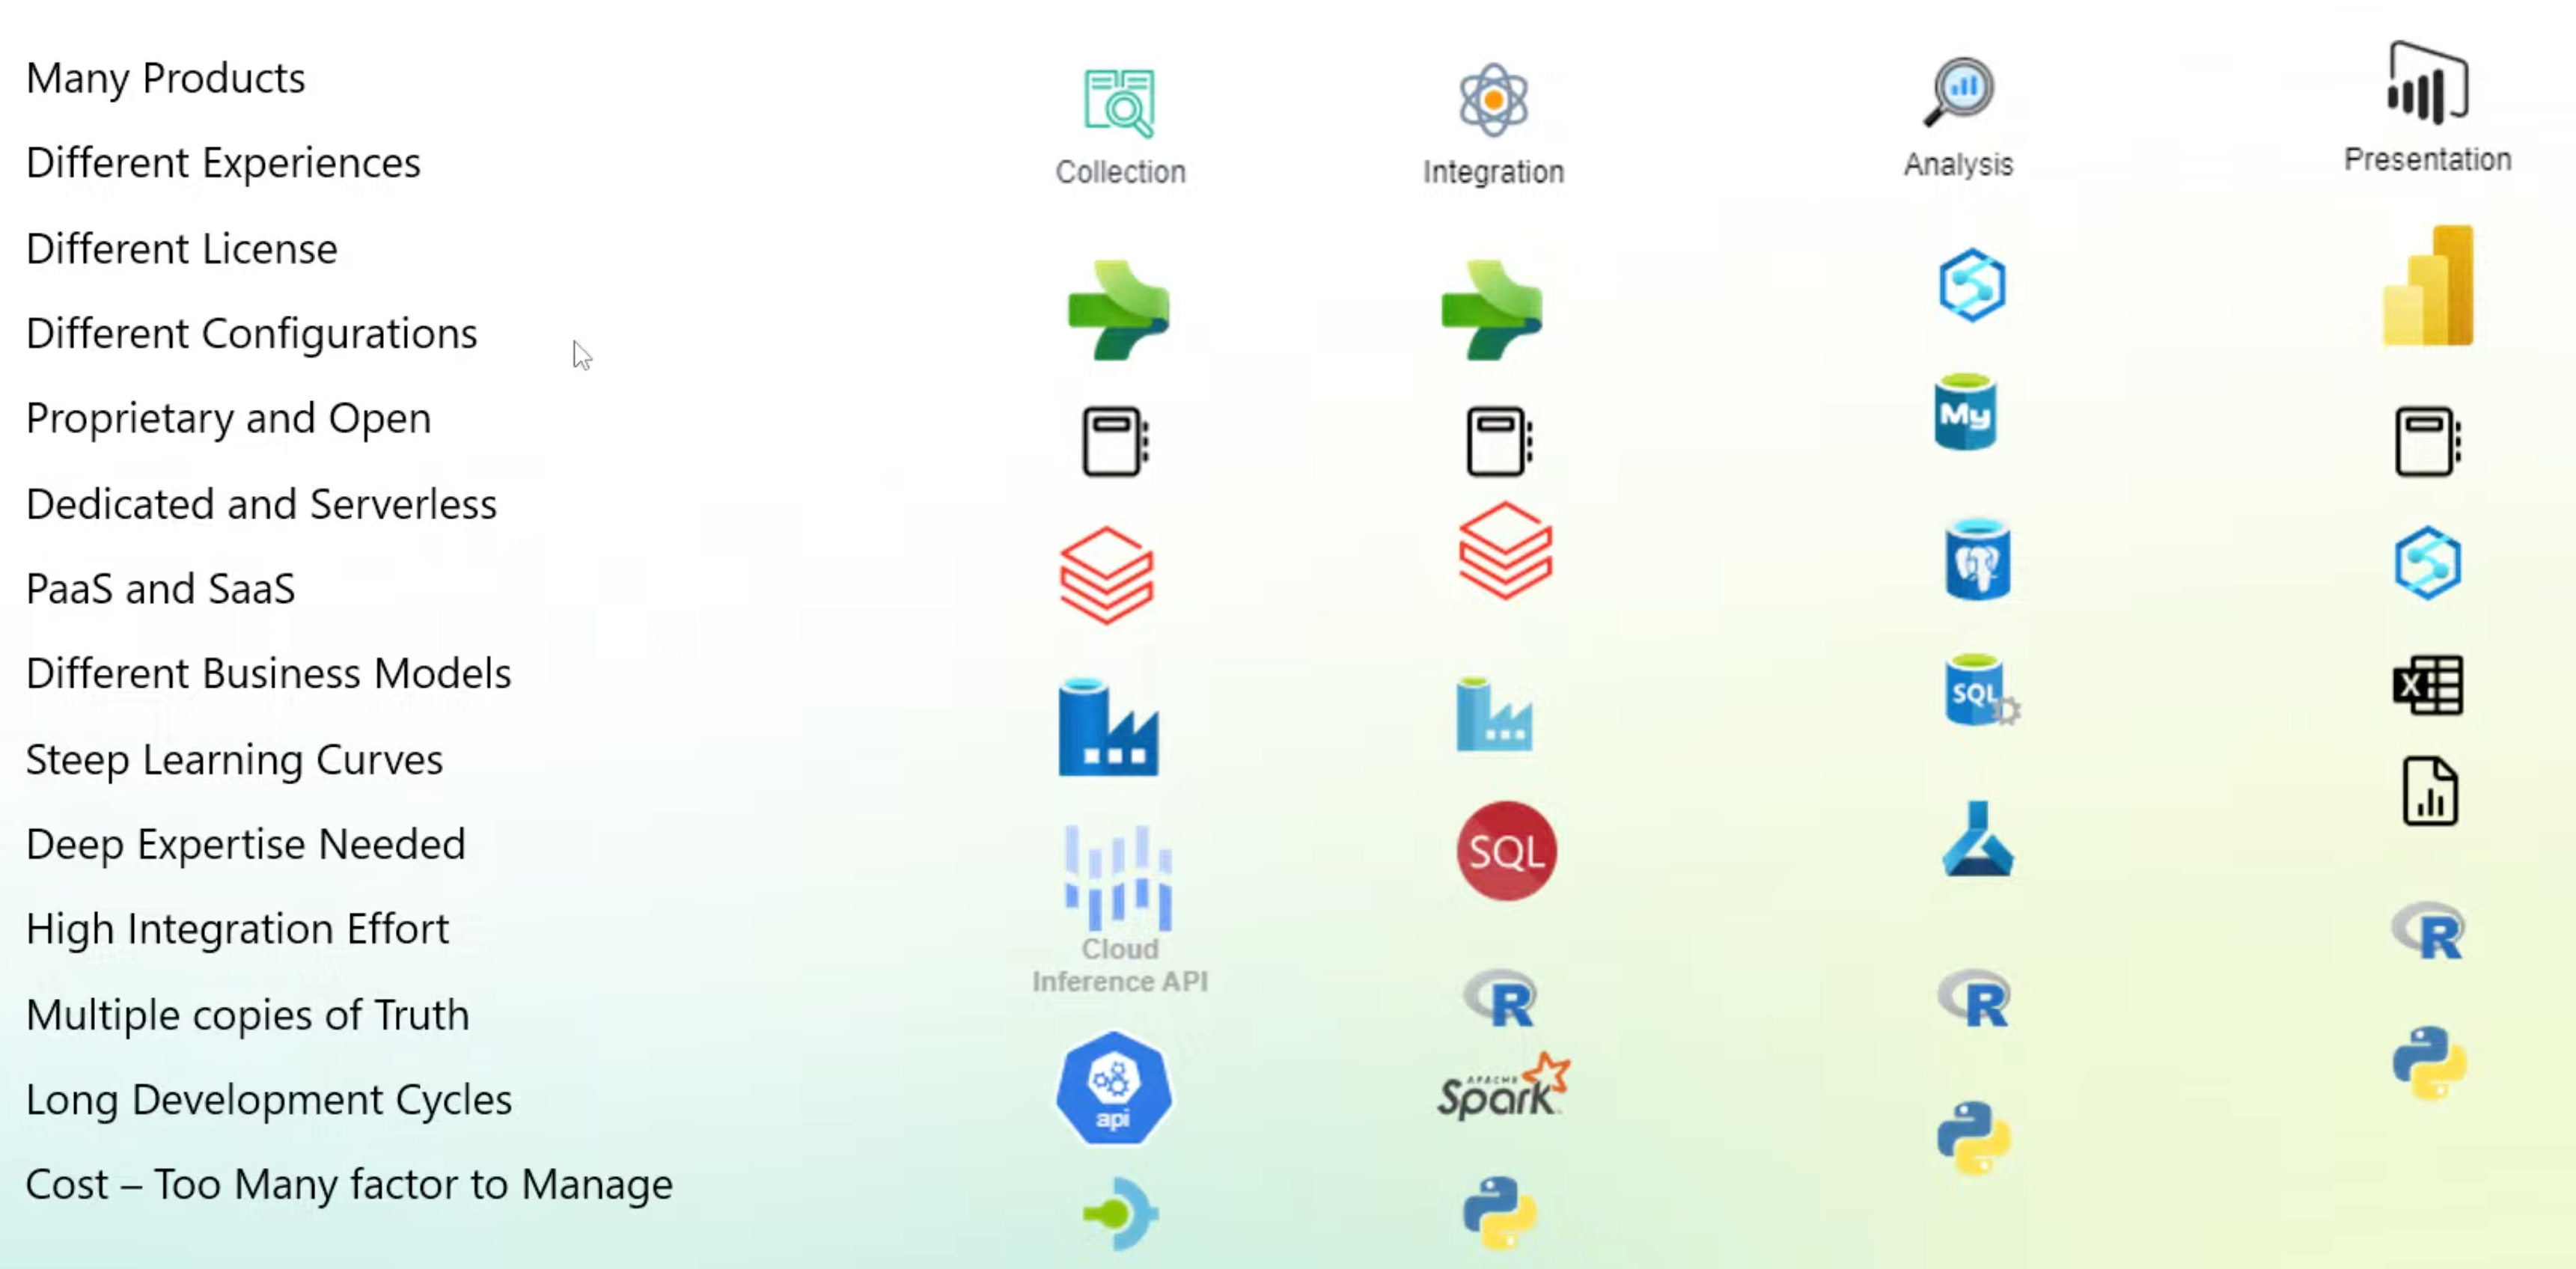 Many Products
Different Experiences
Different License
Different Configurations
Proprietary and Open
Dedicated and Serverless
PaaS and SaaS
Different Business Models
Steep Learning Curves
Deep Expertise Needed
High Integration Effort
Multiple copies of Truth
Long Development Cycles
Cost – Too Many factor to Manage
Collection
Cloud
Inference API
api
Integration
SQL
R
APACHE
Spark
Analysis
My
SQL
R
Presentation
X
R